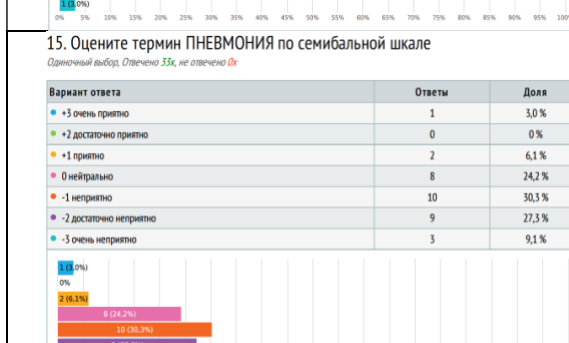 1 (3,0%)
0% 5% 10% 15% 20% 25% 30% 35% 40% 45% 50% 55% 60% 65% 70% 75% 80% 85% 90% 95% 100
15. Оцените термин ПНЕВМОНИЯ по семибальной шкале
Одиночный выбор, Отвечено 33x, не отвечено 0x
Вариант ответа Ответы Доля
+3 очень приятно 1 3,0 %
+2 достаточно приятно 0 0 %
+1 приятно 2 6,1 %
0 нейтрально 8 24,2 %
-1 неприятно 10 30,3 %
-2 достаточно неприятно 9 27,3 %
-3 очень неприятно 3 9,1 %
1 (3,0%)
0%
2 (6,1%)
8 (24,2%)
10 (30,3%)